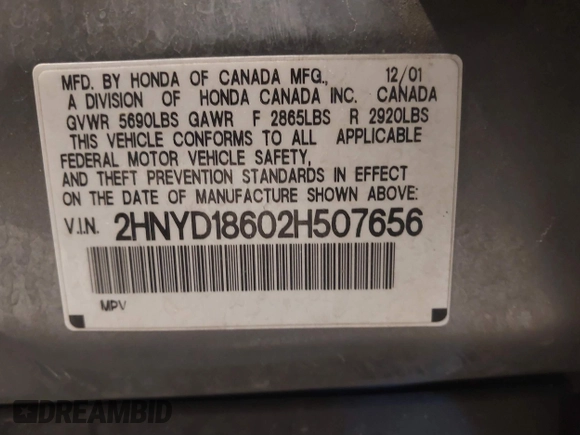 MFD. BY HONDA OF CANADA MFG., 12/01
A DIVISION OF HONDA CANADA INC. CANADA
GVWR 5690LBS GAWR F 2865LBS R 2920LBS
THIS VEHICLE CONFORMS TO ALL APPLICABLE
FEDERAL MOTOR VEHICLE SAFETY,
AND THEFT PREVENTION STANDARDS IN EFFECT
ON THE DATE OF MANUFACTURE SHOWN ABOVE:
V.I.N. 2HNYD18602H507656
MPV
DREAMBID